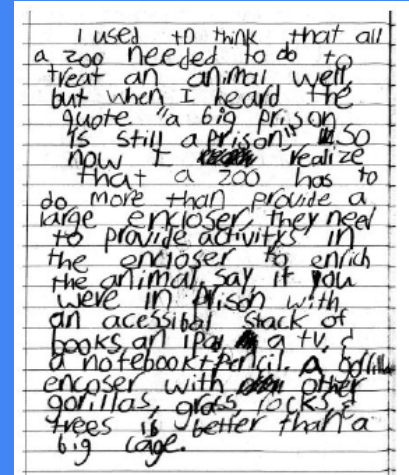 I used to think that all
a zoo needed to do to
treat an animal well,
but when I heard the
quote "a big prison
is still a prison," so
now I realize
that a zoo has to
do more than provide a
large encloser, they need
to provide activitys in
the encloser to enrich
the animal, say, if you
were in prison with
an acessibal stack of
books, an ipad, a tv, &
a notebook + pencil. A gorilla
encoser with other
gorillas, grass, rocks &
trees is better than a
big cage.